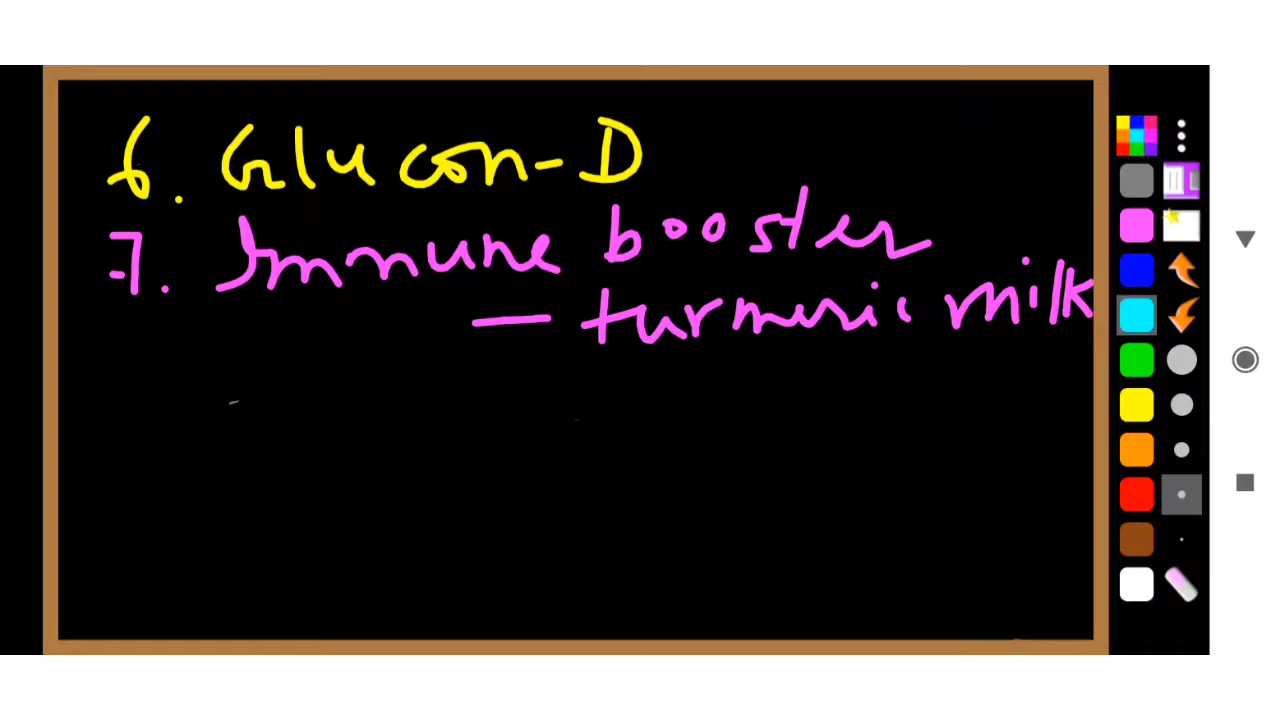 6. Glucon-D
7. Immune booster
— turmeric milk